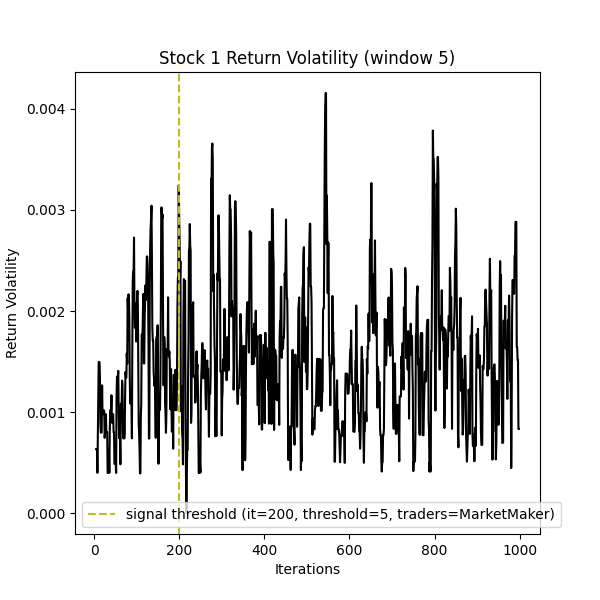 Stock 1 Return Volatility (window 5)
0.004
0.003
0.002
0.001
0.000
Return Volatility
signal threshold (it=200, threshold=5, traders=MarketMaker)
0 200 400 600 800 1000
Iterations